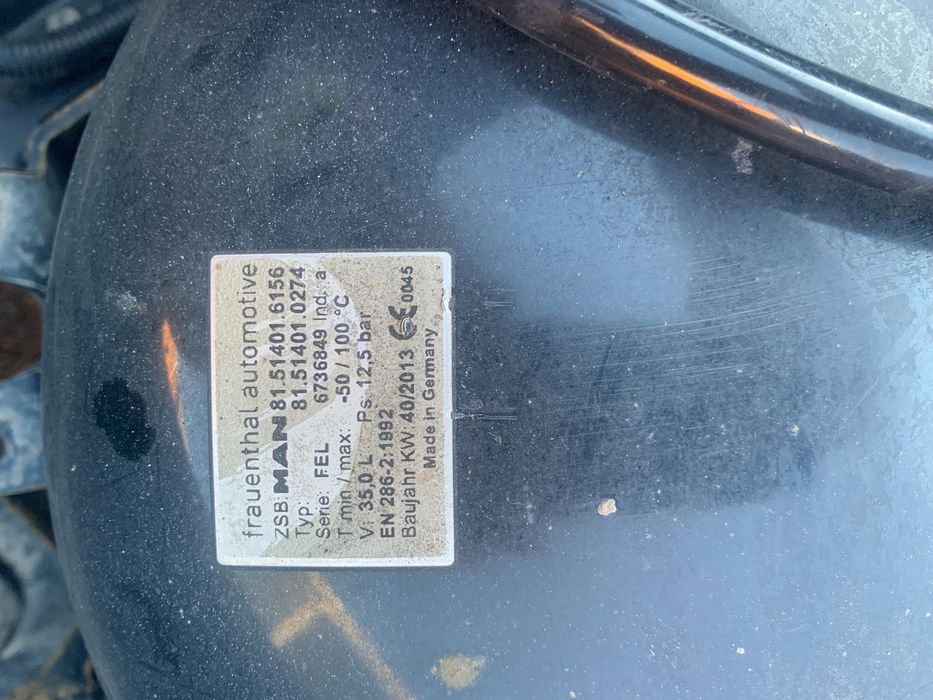 frauenthal automotive
ZSB: MAN 81.51401.6156
Typ: 81.51401.0274
Serie: FEL 6736849 Ind.: a
T min / max: -50 / 100 °C
V: 35,0 L Ps: 12,5 bar
EN 286-2:1992
Baujahr KW: 40/2013 CE 0045
Made in Germany